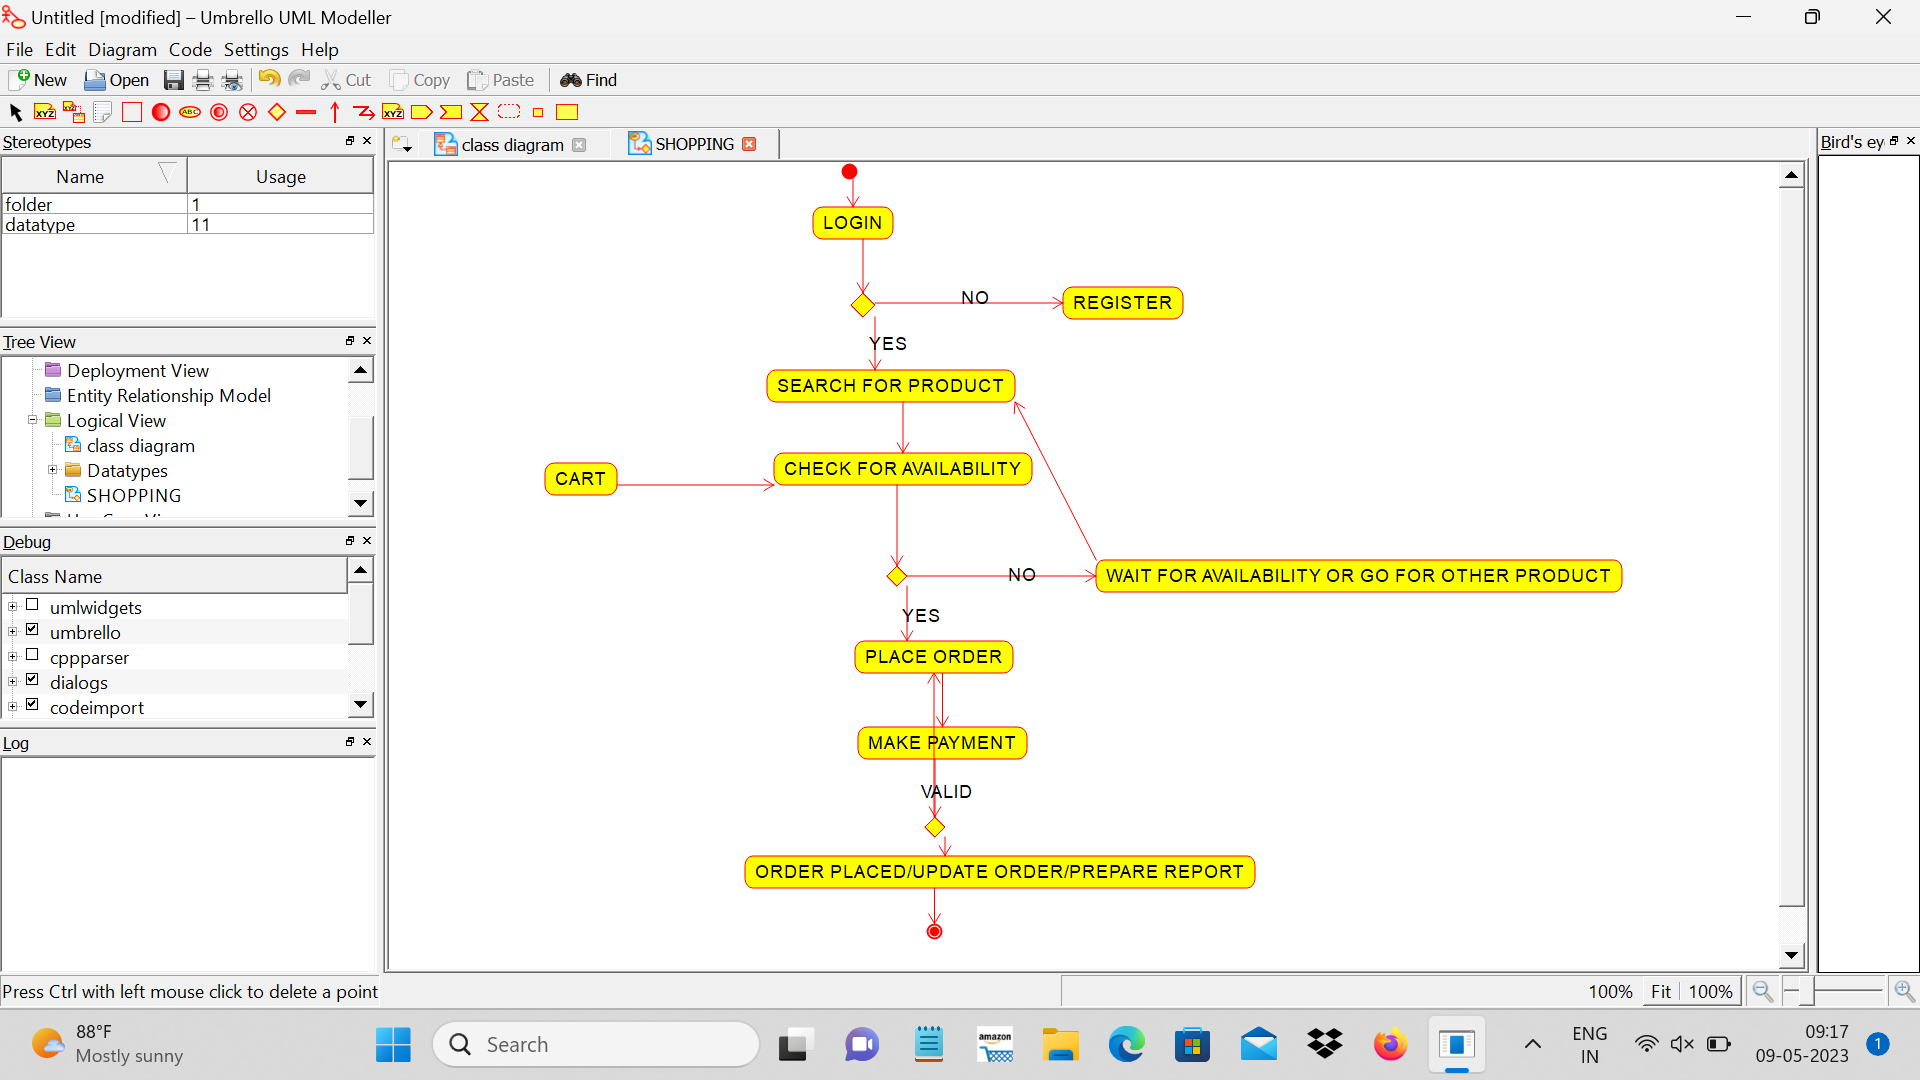 Untitled [modified] – Umbrello UML Modeller
File Edit Diagram Code Settings Help
New Open Cut Copy Paste Find
XYZ XYZ ABC XYZ
Stereotypes
Name Usage
folder 1
datatype 11
Tree View
Deployment View
Entity Relationship Model
Logical View
class diagram
Datatypes
SHOPPING
Debug
Class Name
umlwidgets
umbrello
cppparser
dialogs
codeimport
Log
class diagram
SHOPPING
Bird's ey
LOGIN
NO
REGISTER
YES
SEARCH FOR PRODUCT
CART
CHECK FOR AVAILABILITY
NO
WAIT FOR AVAILABILITY OR GO FOR OTHER PRODUCT
YES
PLACE ORDER
MAKE PAYMENT
VALID
ORDER PLACED/UPDATE ORDER/PREPARE REPORT
Press Ctrl with left mouse click to delete a point
100% Fit 100%
88°F
Mostly sunny
Search
amazon
ENG
IN
09:17
09-05-2023
1